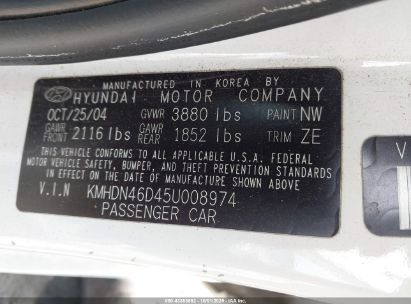 MANUFACTURED IN KOREA BY
HYUNDAI MOTOR COMPANY
OCT/25/04 GVWR 3880 lbs PAINT NW
GAWR FRONT 2116 lbs GAWR REAR 1852 lbs TRIM ZE
THIS VEHICLE CONFORMS TO ALL APPLICABLE U.S.A. FEDERAL
MOTOR VEHICLE SAFETY, BUMPER, AND THEFT PREVENTION STANDARDS
IN EFFECT ON THE DATE OF MANUFACTURE SHOWN ABOVE.
V.I.N KMHDN46D45U008974
PASSENGER CAR